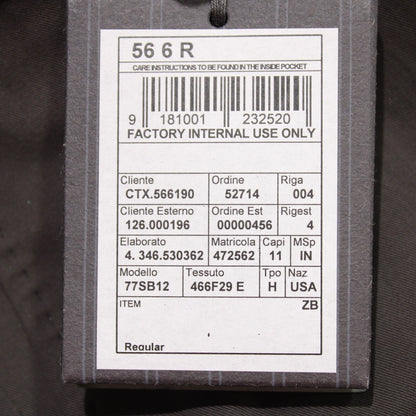 56 6 R
CARE INSTRUCTIONS TO BE FOUND IN THE INSIDE POCKET
9 181001 232520
FACTORY INTERNAL USE ONLY
Cliente Ordine Riga
CTX.566190 52714 004
Cliente Esterno Ordine Est Rigest
126.000196 00000456 4
Elaborato Matricola Capi MSp
4. 346.530362 472562 11 IN
Modello Tessuto Tpo Naz
77SB12 466F29 E H USA
ITEM ZB
Regular